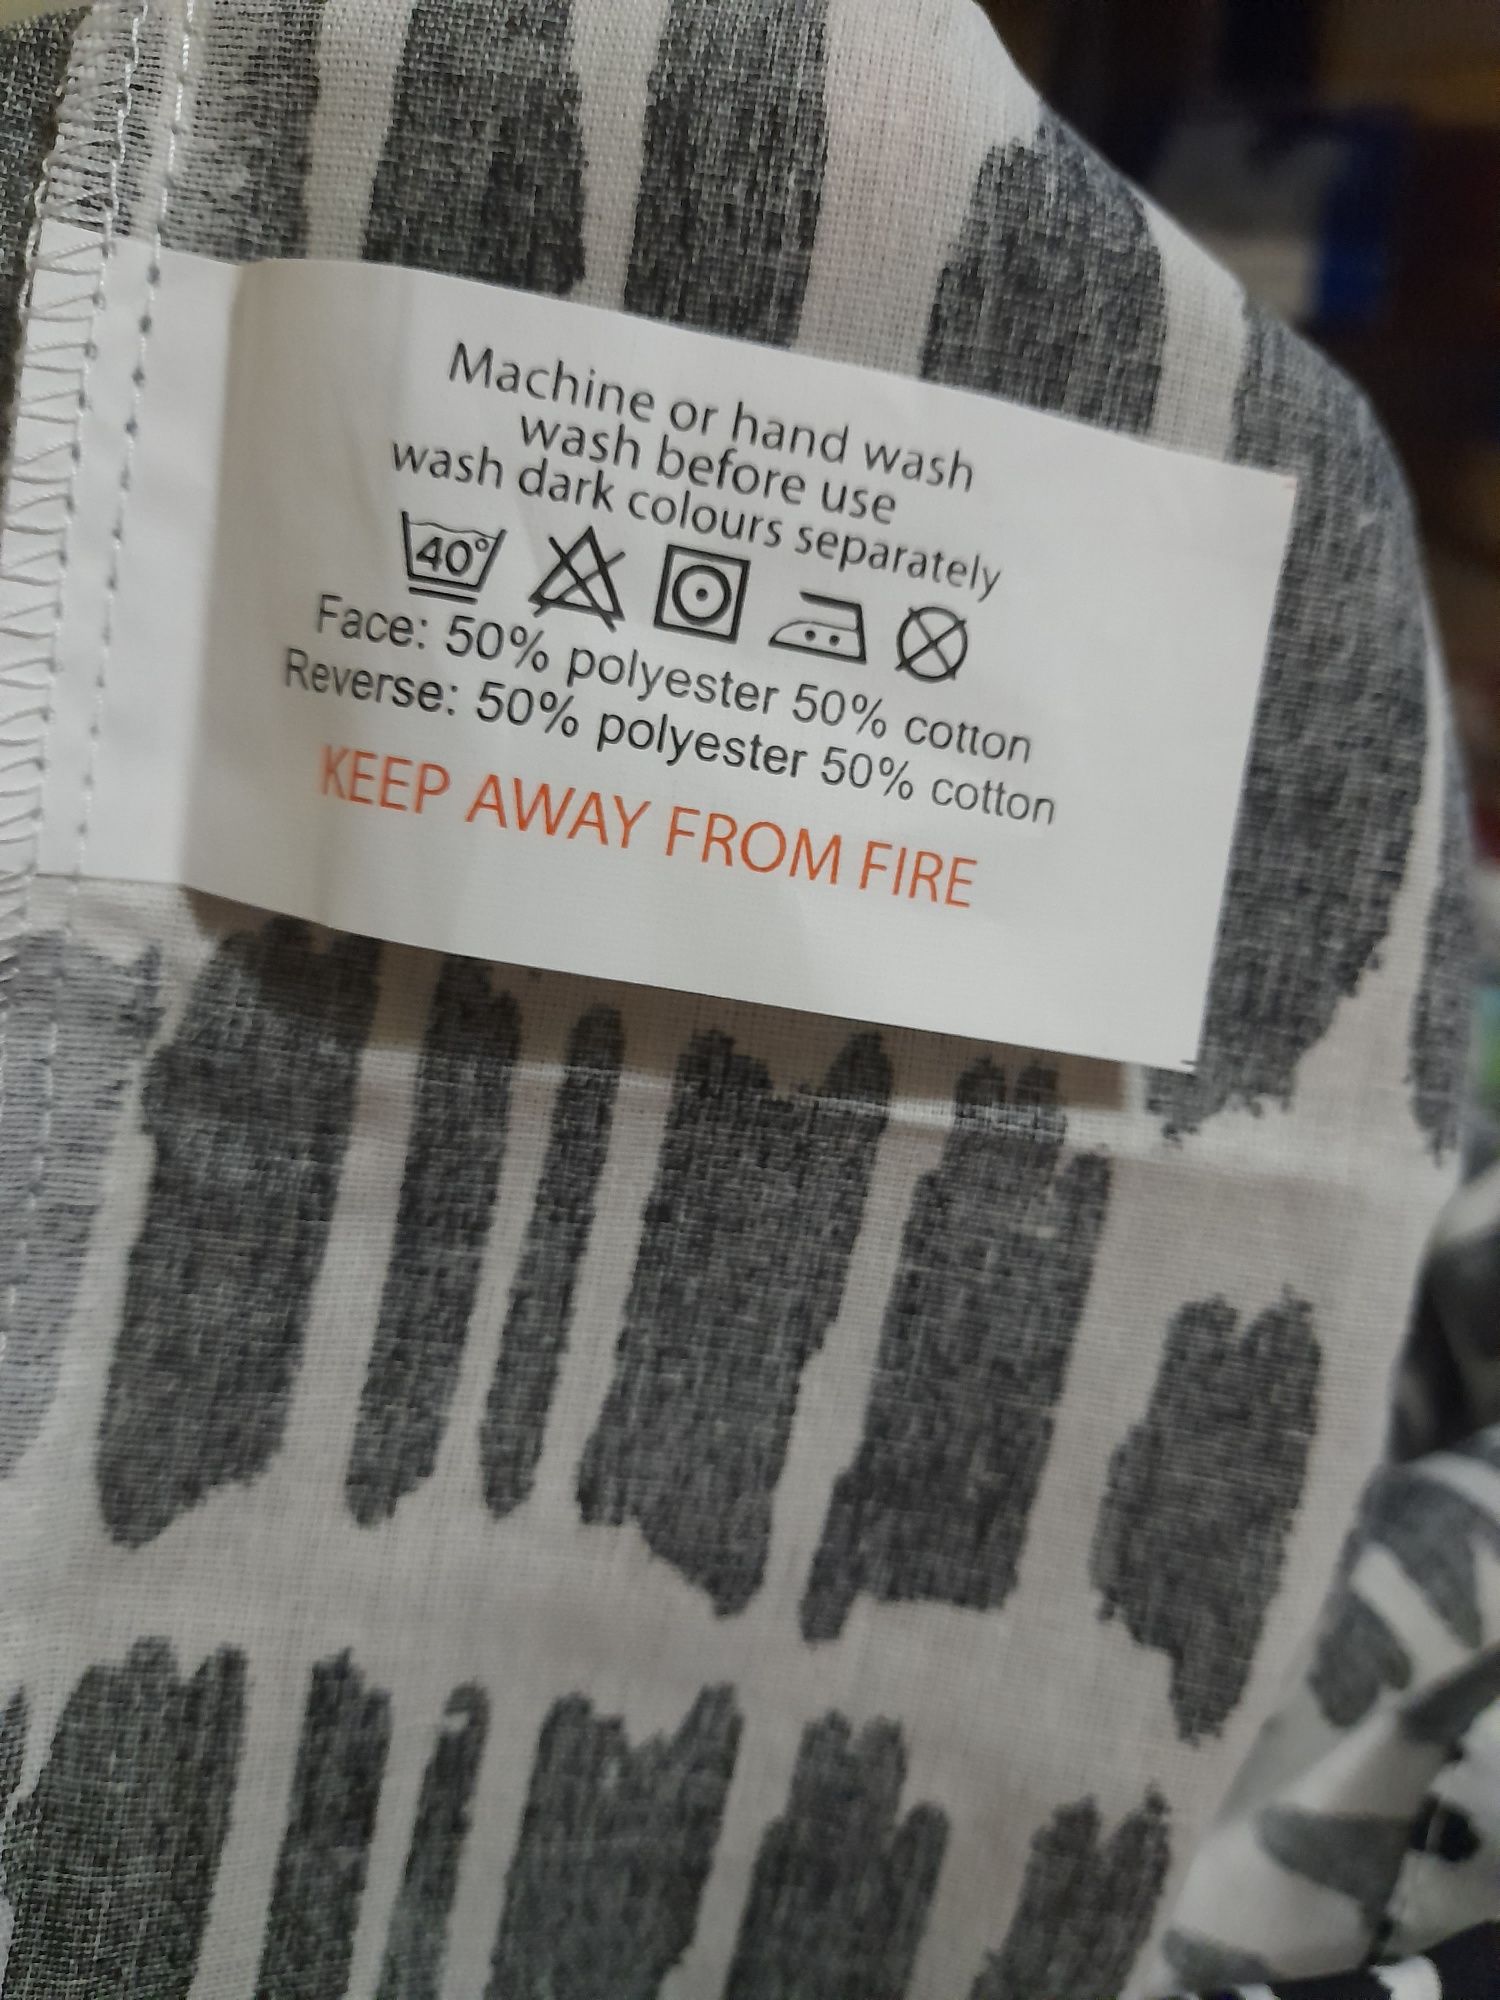 Machine or hand wash
wash before use
wash dark colours separately
40°
Face: 50% polyester 50% cotton
Reverse: 50% polyester 50% cotton
KEEP AWAY FROM FIRE